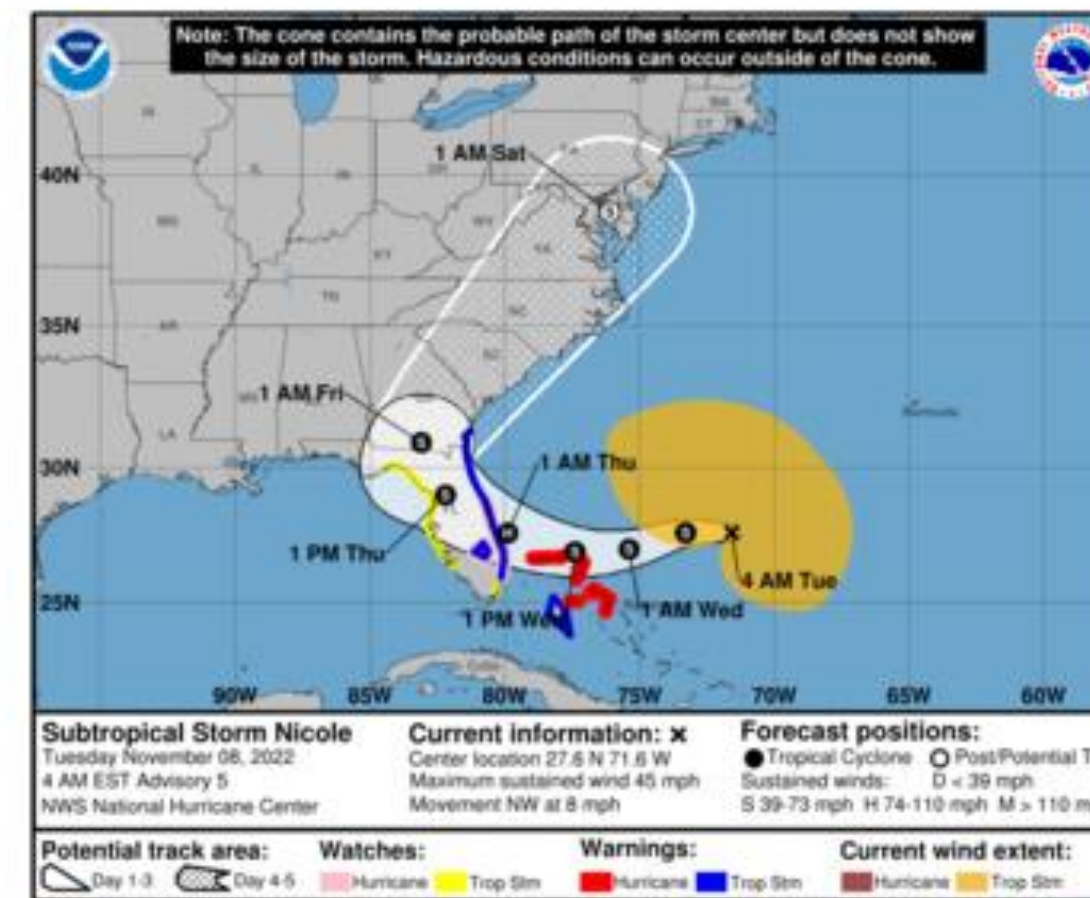 Note: The cone contains the probable path of the storm center but does not show
the size of the storm. Hazardous conditions can occur outside of the cone.
1 AM Sat
40N
35N
1 AM Fri
30N
1 AM Thu
1 PM Thu
4 AM Tue
25N
1 PM Wed
1 AM Wed
90W 85W 80W 75W 70W 65W 60W
LA
TN
KY
VA
NC
SC
WV
Subtropical Storm Nicole
Tuesday November 08, 2022
4 AM EST Advisory 5
NWS National Hurricane Center
Current information: x
Center location 27.6 N 71.6 W
Maximum sustained wind 45 mph
Movement NW at 8 mph
Forecast positions:
Tropical Cyclone Post/Potential T
Sustained winds: D < 39 mph
S 39-73 mph H 74-110 mph M > 110 m
Potential track area:
Day 1-3 Day 4-5
Watches:
Hurricane Trop Stm
Warnings:
Hurricane Trop Stm
Current wind extent:
Hurricane Trop Stm